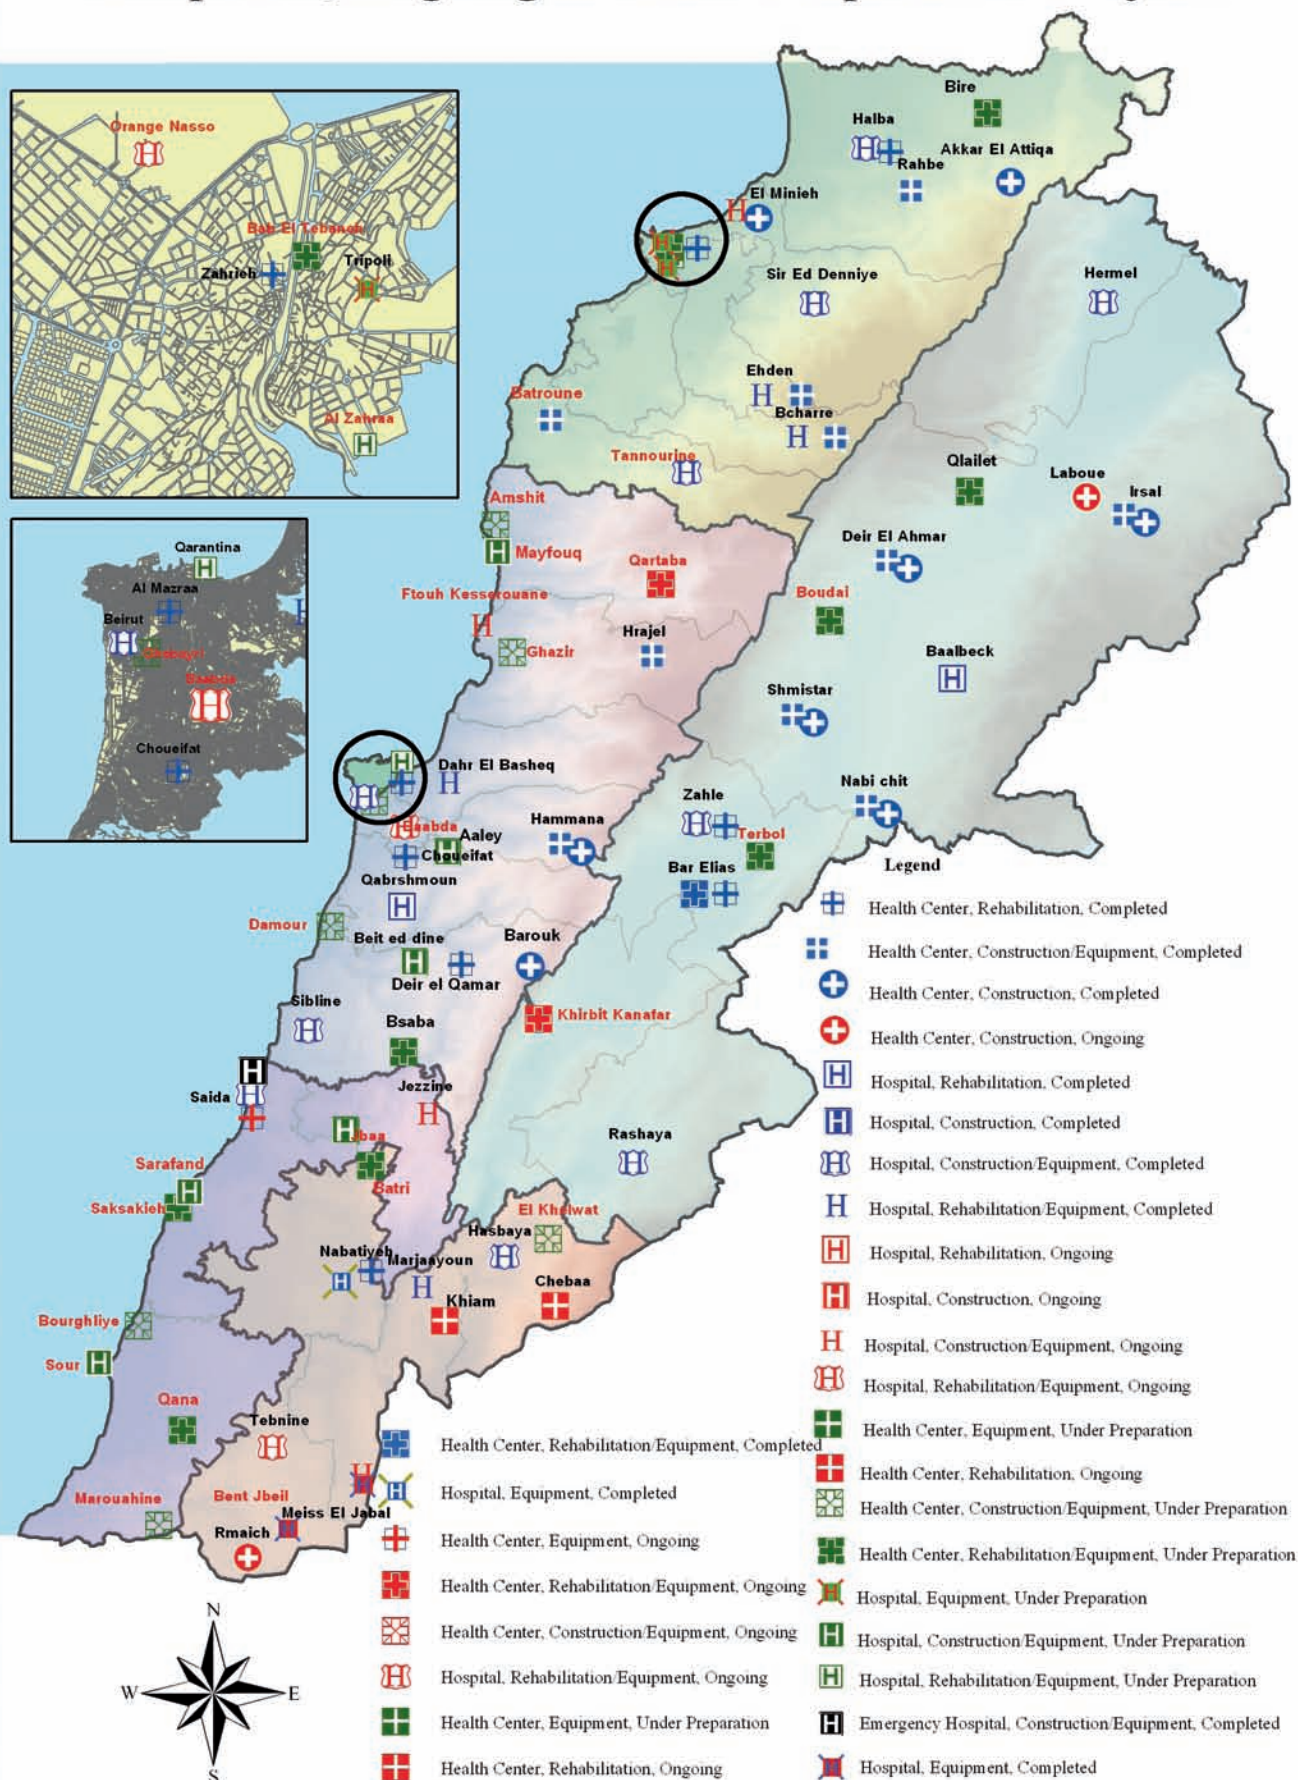 Bire
Halba
Akkar El Attiqa
Rahbe
El Minieh
Orange Nasso
Bab El Tebaneh
Zahrieh
Tripoli
Al Zahraa
Sir Ed Denniye
Hermel
Ehden
Batroune
Bcharre
Tannourine
Qlailet
Laboue
Irsal
Amshit
Mayfouq
Deir El Ahmar
Qartaba
Boudai
Ftouh Kesserouane
Hrajel
Ghazir
Baalbeck
Qarantina
Al Mazraa
Beirut
Choueifat
Shmistar
Dahr El Basheq
Nabi chit
Zahle
Terbol
Baabda
Aaley
Hammana
Choueifat
Bar Elias
Qabrshmoun
Damour
Beit ed dine
Barouk
Deir el Qamar
Sibline
Bsaba
Khirbit Kanafar
Jezzine
Saida
Jbaa
Rashaya
Sarafand
Batri
Saksakieh
El Khelwat
Hasbaya
Nabatiyeh
Marjaayoun
Chebaa
Khiam
Bourghliye
Sour
Qana
Tebnine
Marouahine
Bent Jbeil
Meiss El Jabal
Rmaich
N
W
E
S
Legend
Health Center, Rehabilitation, Completed
Health Center, Construction/Equipment, Completed
Health Center, Construction, Completed
Health Center, Construction, Ongoing
Hospital, Rehabilitation, Completed
Hospital, Construction, Completed
Hospital, Construction/Equipment, Completed
Hospital, Rehabilitation/Equipment, Completed
Hospital, Rehabilitation, Ongoing
Hospital, Construction, Ongoing
Hospital, Construction/Equipment, Ongoing
Hospital, Rehabilitation/Equipment, Ongoing
Health Center, Equipment, Under Preparation
Health Center, Rehabilitation, Ongoing
Health Center, Construction/Equipment, Under Preparation
Health Center, Rehabilitation/Equipment, Under Preparation
Hospital, Equipment, Under Preparation
Hospital, Construction/Equipment, Under Preparation
Hospital, Rehabilitation/Equipment, Under Preparation
Emergency Hospital, Construction/Equipment, Completed
Hospital, Equipment, Completed
Health Center, Rehabilitation/Equipment, Completed
Hospital, Equipment, Completed
Health Center, Equipment, Ongoing
Health Center, Rehabilitation/Equipment, Ongoing
Health Center, Construction/Equipment, Ongoing
Hospital, Rehabilitation/Equipment, Ongoing
Health Center, Equipment, Under Preparation
Health Center, Rehabilitation, Ongoing